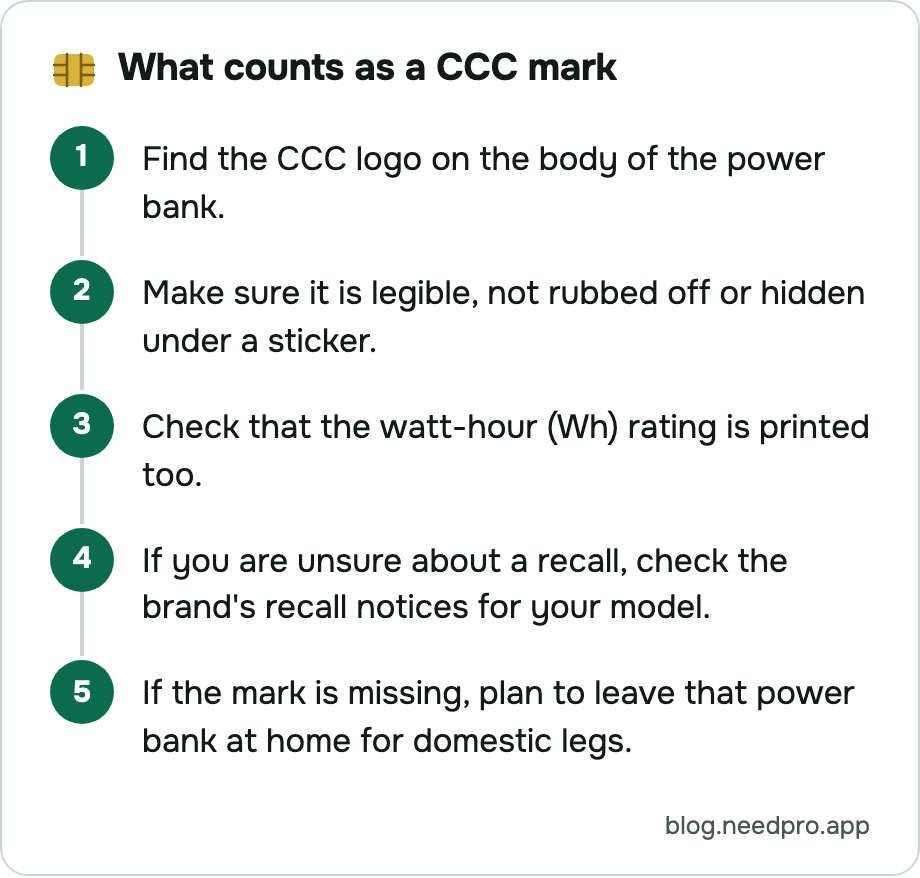 What counts as a CCC mark
1
Find the CCC logo on the body of the power
bank.
2
Make sure it is legible, not rubbed off or hidden
under a sticker.
3
Check that the watt-hour (Wh) rating is printed
too.
4
If you are unsure about a recall, check the
brand's recall notices for your model.
5
If the mark is missing, plan to leave that power
bank at home for domestic legs.
blog.needpro.app